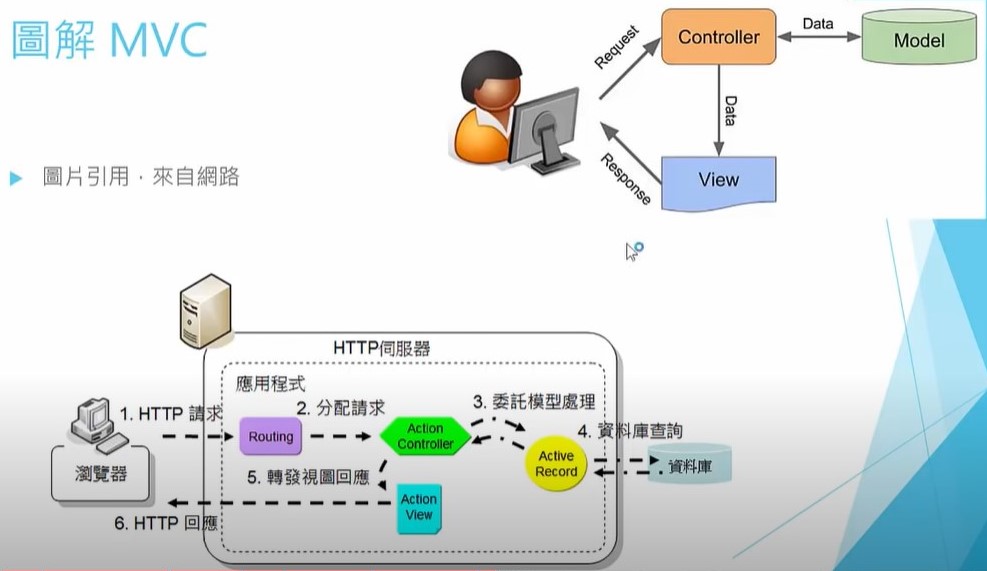 圖解 MVC
圖片引用，來自網路
Request
Controller
Data
Model
Data
Response
View
HTTP伺服器
應用程式
1. HTTP 請求
2. 分配請求
3. 委託模型處理
4. 資料庫查詢
Routing
Action
Controller
Active
Record
資料庫
瀏覽器
5. 轉發視圖回應
Action
View
6. HTTP 回應